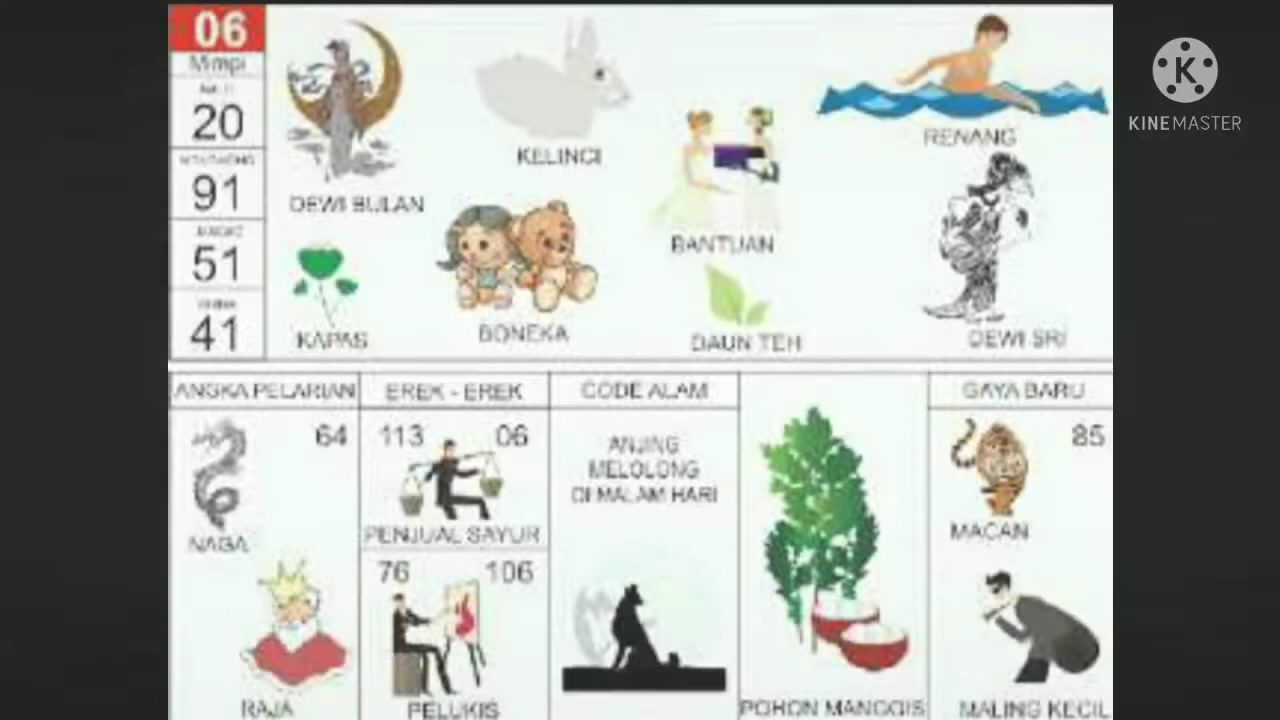 06
Mimpi
20
91
51
41
DEWI BULAN
KELINCI
RENANG
BANTUAN
KAPAS
BONEKA
DAUN TEH
DEWI SRI
ANGKA PELARIAN
64
NAGA
RAJA
EREK - EREK
113 06
PENJUAL SAYUR
76 106
PELUKIS
CODE ALAM
ANJING
MELOLONG
DI MALAM HARI
POHON MANGGIS
GAYA BARU
85
MACAN
MALING KECIL
K
KINEMASTER